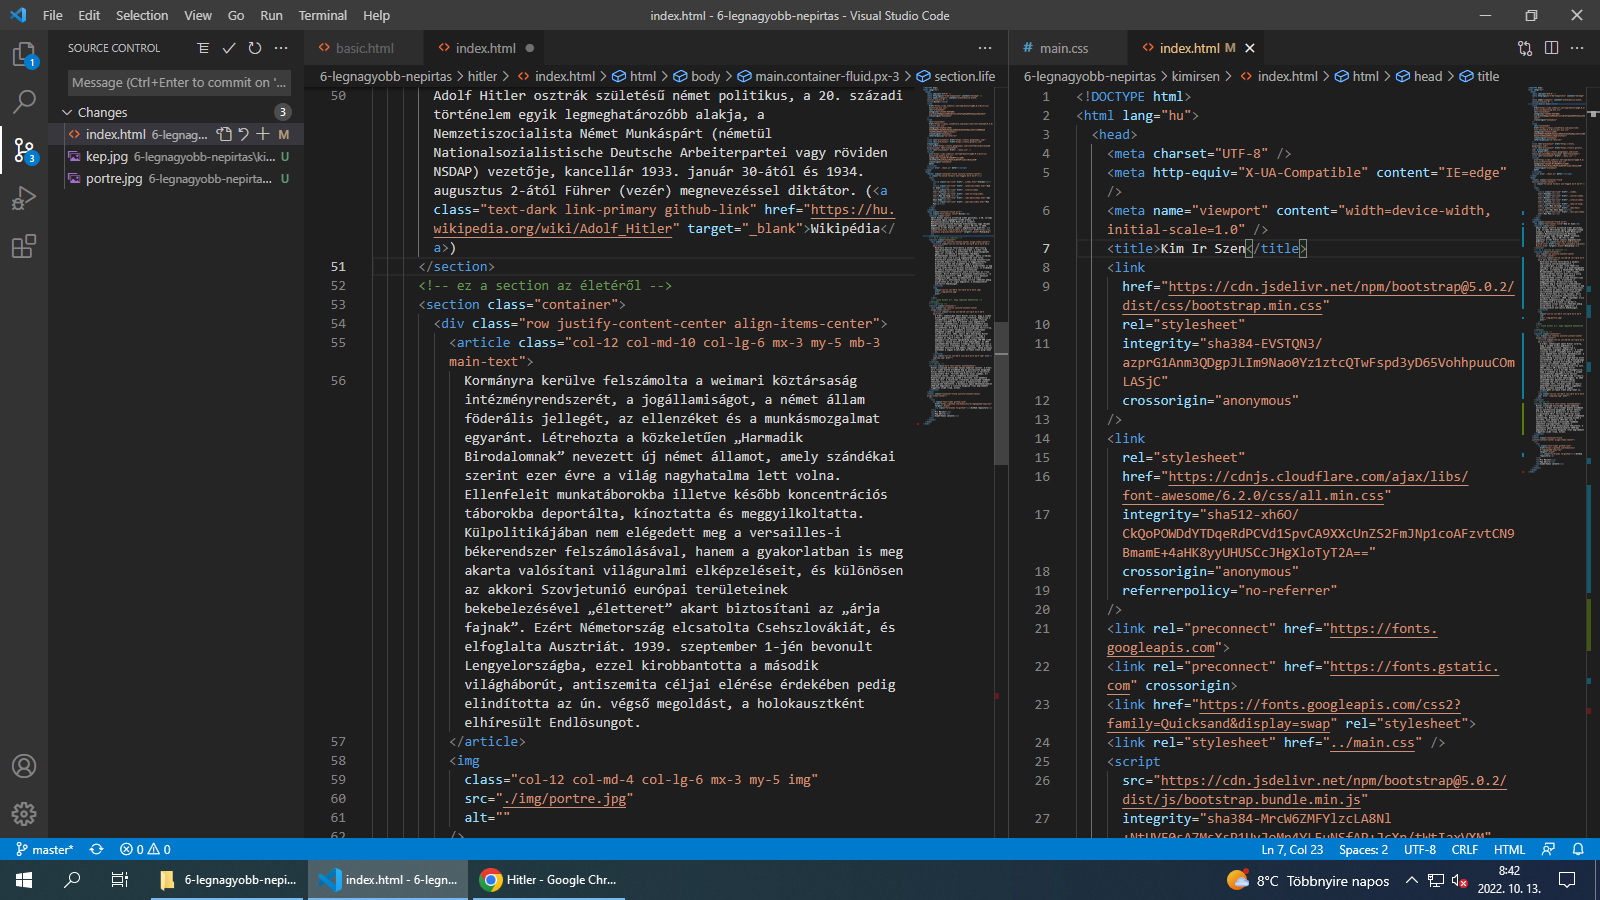 File Edit Selection View Go Run Terminal Help
index.html - 6-legnagyobb-nepirtas - Visual Studio Code
SOURCE CONTROL
Message (Ctrl+Enter to commit on '...
Changes 3
index.html 6-legnag... M
kep.jpg 6-legnagyobb-nepirtas\ki... U
portre.jpg 6-legnagyobb-nepirta... U
1
3
basic.html
index.html
6-legnagyobb-nepirtas > hitler > index.html > html > body > main.container-fluid.px-3 > section.life
50 Adolf Hitler osztrák születésű német politikus, a 20. századi
történelem egyik legmeghatározóbb alakja, a
Nemzetiszocialista Német Munkáspárt (németül
Nationalsozialistische Deutsche Arbeiterpartei vagy röviden
NSDAP) vezetője, kancellár 1933. január 30-ától és 1934.
augusztus 2-ától Führer (vezér) megnevezéssel diktátor. (<a
class="text-dark link-primary github-link" href="https://hu.
wikipedia.org/wiki/Adolf_Hitler" target="_blank">Wikipédia</
a>)
51 </section>
52 <!-- ez a section az életéről -->
53 <section class="container">
54 <div class="row justify-content-center align-items-center">
55 <article class="col-12 col-md-10 col-lg-6 mx-3 my-5 mb-3
main-text">
56 Kormányra kerülve felszámolta a weimari köztársaság
intézményrendszerét, a jogállamiságot, a német állam
föderális jellegét, az ellenzéket és a munkásmozgalmat
egyaránt. Létrehozta a közkeletűen „Harmadik
Birodalomnak” nevezett új német államot, amely szándékai
szerint ezer évre a világ nagyhatalma lett volna.
Ellenfeleit munkatáborokba illetve később koncentrációs
táborokba deportálta, kínoztatta és meggyilkoltatta.
Külpolitikájában nem elégedett meg a versailles-i
békerendszer felszámolásával, hanem a gyakorlatban is meg
akarta valósítani világuralmi elképzeléseit, és különösen
az akkori Szovjetunió európai területeinek
bekebelezésével „életteret” akart biztosítani az „árja
fajnak”. Ezért Németország elcsatolta Csehszlovákiát, és
elfoglalta Ausztriát. 1939. szeptember 1-jén bevonult
Lengyelországba, ezzel kirobbantotta a második
világháborút, antiszemita céljai elérése érdekében pedig
elindította az ún. végső megoldást, a holokausztként
elhíresült Endlösungot.
57 </article>
58 <img
59 class="col-12 col-md-4 col-lg-6 mx-3 my-5 img"
60 src="./img/portre.jpg"
61 alt=""
62 />
main.css
index.html M
6-legnagyobb-nepirtas > kimirsen > index.html > html > head > title
1 <!DOCTYPE html>
2 <html lang="hu">
3 <head>
4 <meta charset="UTF-8" />
5 <meta http-equiv="X-UA-Compatible" content="IE=edge"
/>
6 <meta name="viewport" content="width=device-width,
initial-scale=1.0" />
7 <title>Kim Ir Szen</title>
8 <link
9 href="https://cdn.jsdelivr.net/npm/bootstrap@5.0.2/
dist/css/bootstrap.min.css"
10 rel="stylesheet"
11 integrity="sha384-EVSTQN3/
azprG1Anm3QDgpJLIm9Nao0Yz1ztcQTwFspd3yD65VohhpuuCOm
LASjC"
12 crossorigin="anonymous"
13 />
14 <link
15 rel="stylesheet"
16 href="https://cdnjs.cloudflare.com/ajax/libs/
font-awesome/6.2.0/css/all.min.css"
17 integrity="sha512-xh6O/
CkQoPOWDdYTDqeRdPCVd1SpvCA9XXcUnZS2FmJNp1coAFzvtCN9
BmamE+4aHK8yyUHUSCcJHgXloTyT2A=="
18 crossorigin="anonymous"
19 referrerpolicy="no-referrer"
20 />
21 <link rel="preconnect" href="https://fonts.
googleapis.com">
22 <link rel="preconnect" href="https://fonts.gstatic.
com" crossorigin>
23 <link href="https://fonts.googleapis.com/css2?
family=Quicksand&display=swap" rel="stylesheet">
24 <link rel="stylesheet" href="../main.css" />
25 <script
26 src="https://cdn.jsdelivr.net/npm/bootstrap@5.0.2/
dist/js/bootstrap.bundle.min.js"
27 integrity="sha384-MrcW6ZMFYlzcLA8Nl
master* 0 0
Ln 7, Col 23 Spaces: 2 UTF-8 CRLF HTML
6-legnagyobb-nepi...
index.html - 6-legn...
Hitler - Google Chr...
8°C Többnyire napos
8:42
2022. 10. 13.